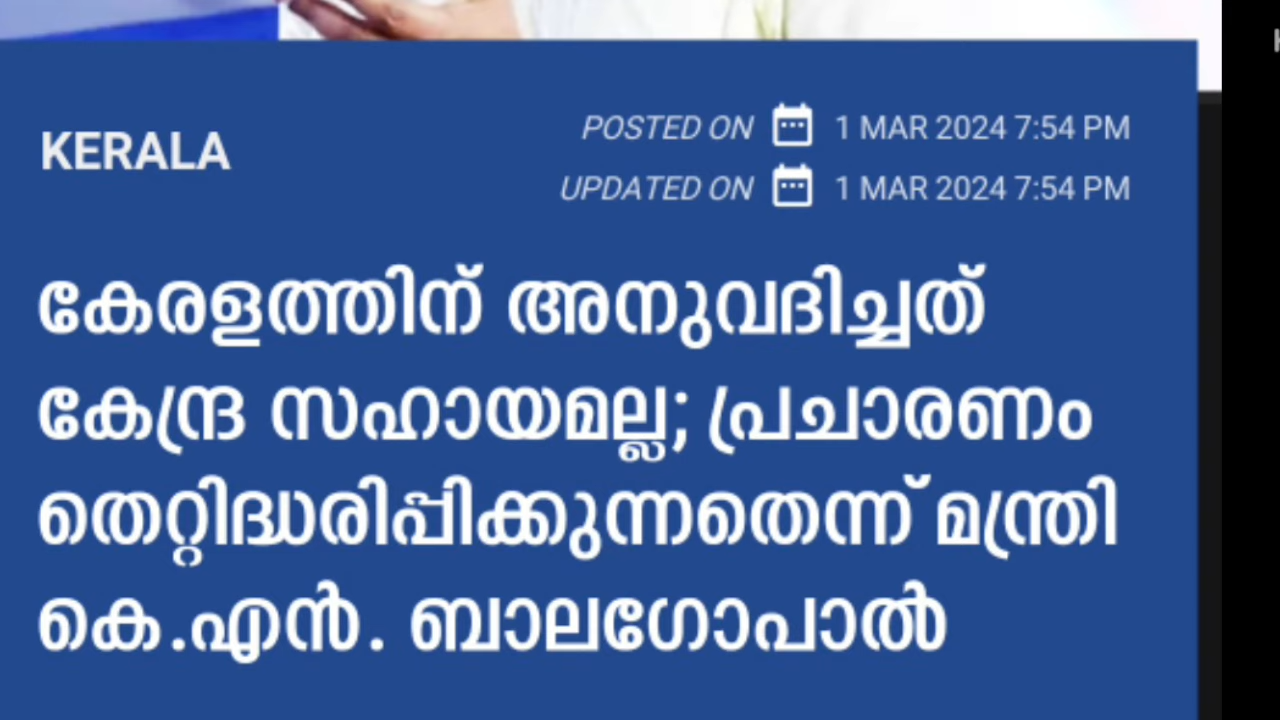 KERALA
POSTED ON 1 MAR 2024 7:54 PM
UPDATED ON 1 MAR 2024 7:54 PM
കേരളത്തിന് അനുവദിച്ചത്
കേന്ദ്ര സഹായമല്ല; പ്രചാരണം
തെറ്റിദ്ധരിപ്പിക്കുന്നതെന്ന് മന്ത്രി
കെ.എൻ. ബാലഗോപാൽ